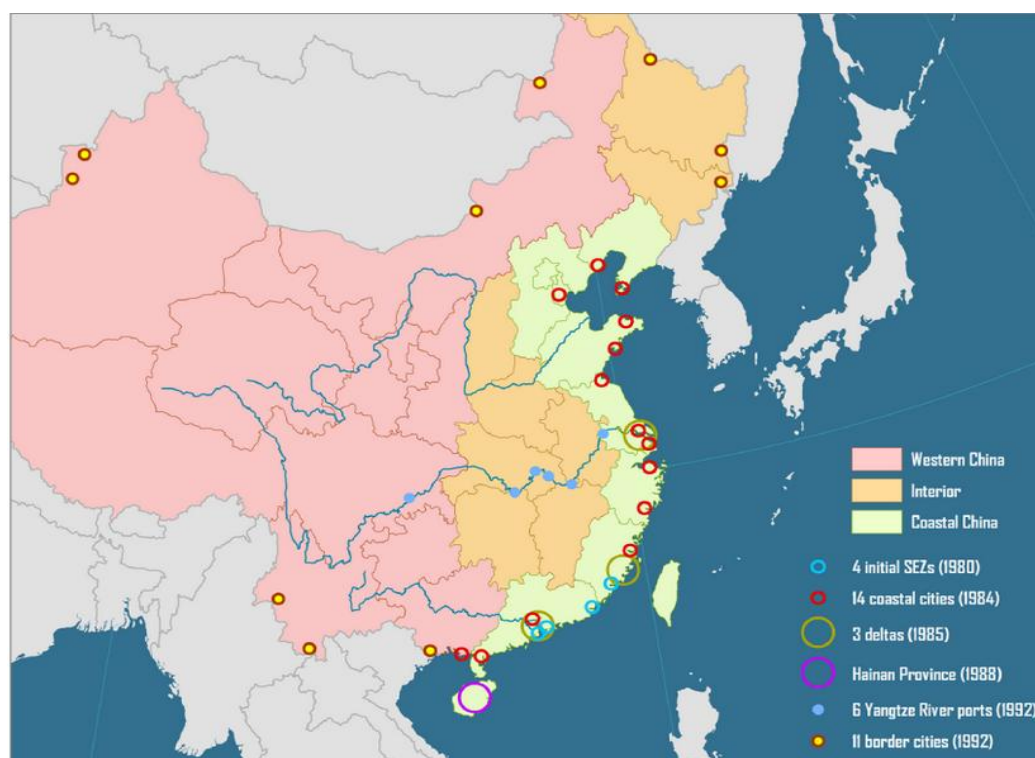 Western China
Interior
Coastal China
4 initial SEZs (1980)
14 coastal cities (1984)
3 deltas (1985)
Hainan Province (1988)
6 Yangtze River ports (1992)
11 border cities (1992)